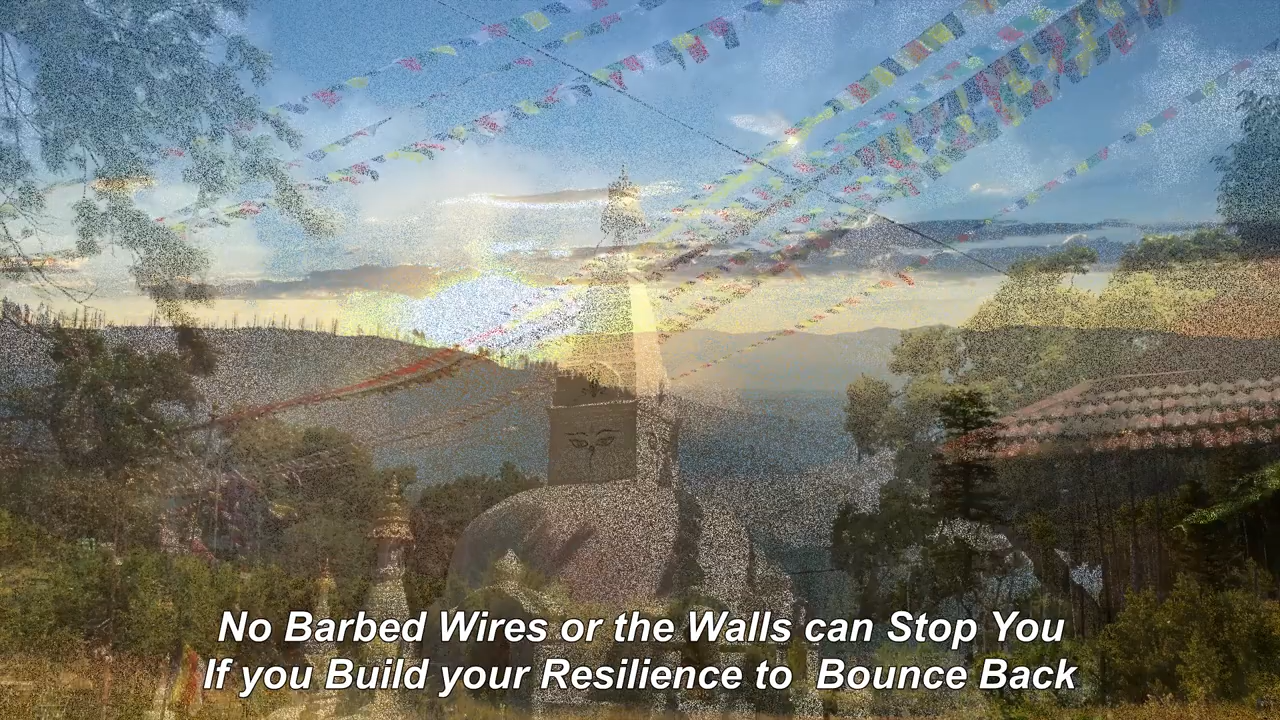 No Barbed Wires or the Walls can Stop You
If you Build your Resilience to  Bounce Back